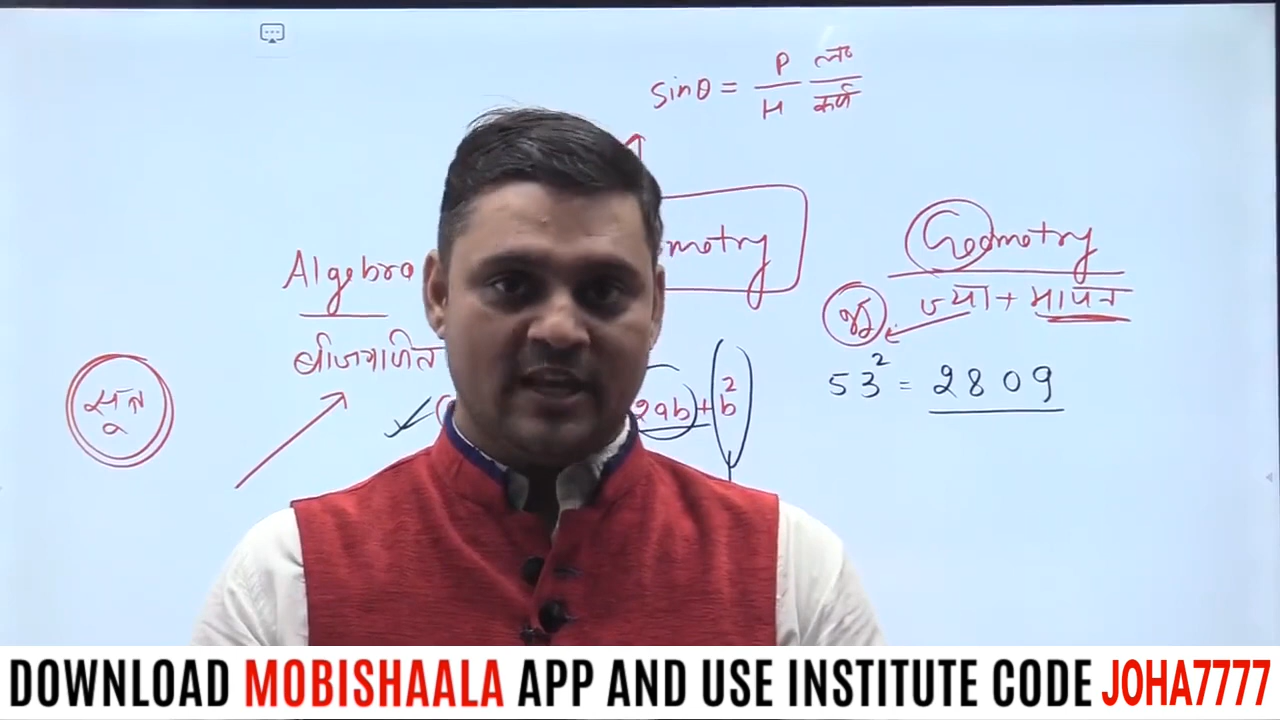 sinθ = P/H लम्ब/कर्ण
Algebra
बीजगणित
metry
Geometry
ज्या + मापन
भू
सूत्र
2ab + b²
53² = 2809
DOWNLOAD MOBISHAALA APP AND USE INSTITUTE CODE JOHA7777